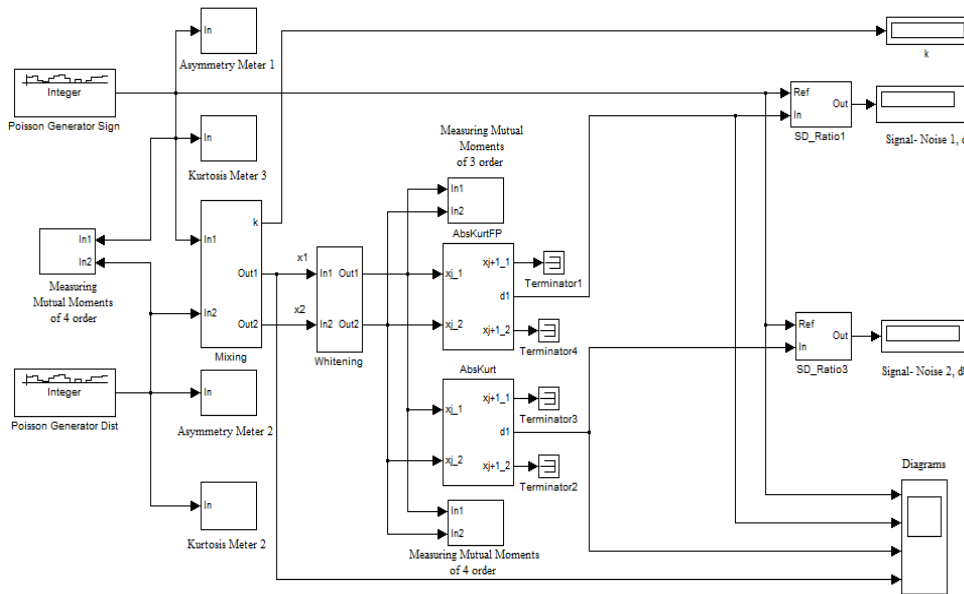 In
Asymmetry Meter 1
k
Integer
Poisson Generator Sign
Ref
In
Out
SD_Ratio1
Signal- Noise 1, d
In
Kurtosis Meter 3
Measuring Mutual
Moments
of 3 order
In1
In2
In1
In2
Measuring
Mutual Moments
of 4 order
k
In1
Out1
In2
Out2
Mixing
x1
x2
In1
Out1
In2
Out2
Whitening
AbsKurtFP
xj_1
xj_2
xj+1_1
d1
xj+1_2
Terminator1
Terminator4
Ref
In
Out
SD_Ratio3
Signal- Noise 2, d
Integer
Poisson Generator Dist
In
Asymmetry Meter 2
AbsKurt
xj_1
xj_2
xj+1_1
d1
xj+1_2
Terminator3
Terminator2
In
Kurtosis Meter 2
In1
In2
Measuring Mutual Moments
of 4 order
Diagrams